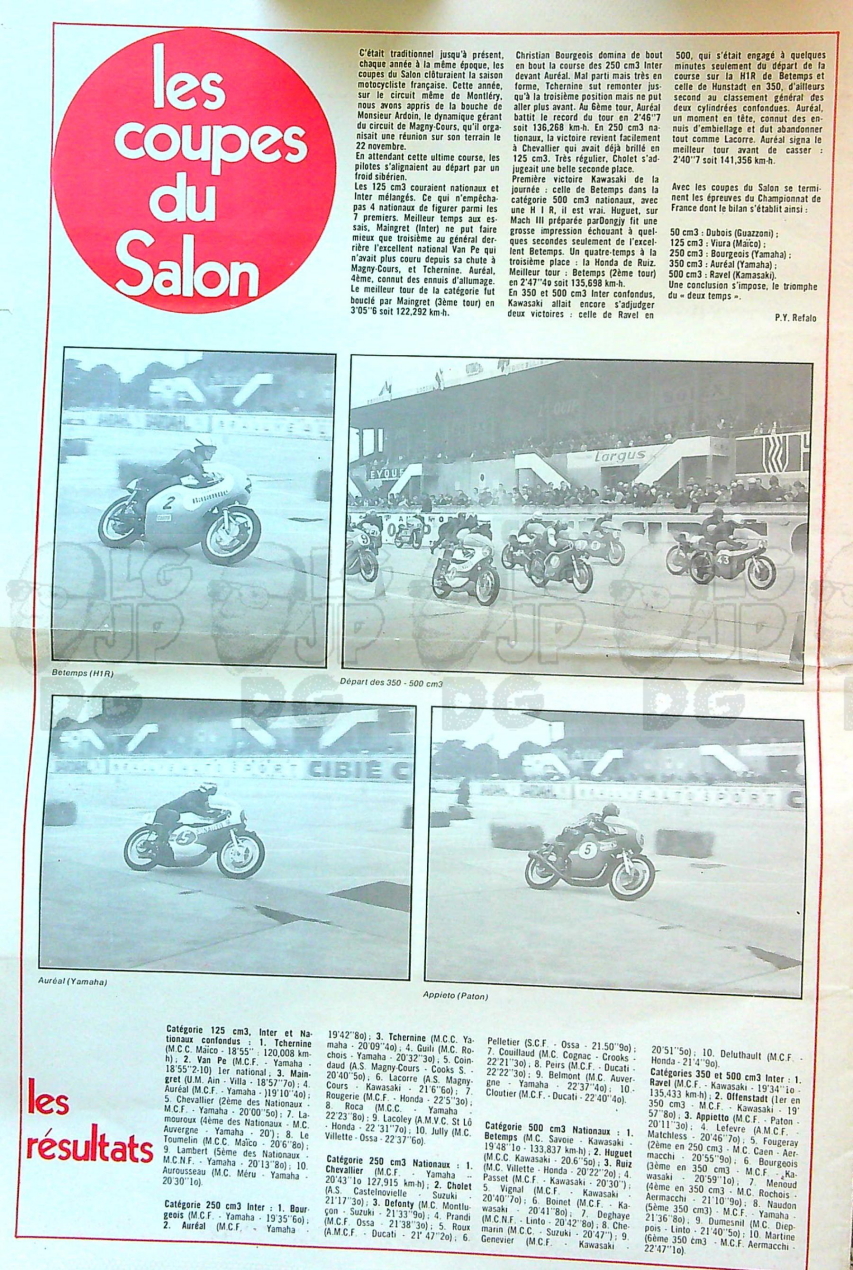 les
coupes
du
Salon
C'était traditionnel jusqu'à présent,
chaque année à la même époque, les
coupes du Salon clôturaient la saison
motocycliste française. Cette année,
sur le circuit même de Montléry,
nous avons appris de la bouche de
Monsieur Ardoin, le dynamique gérant
du circuit de Magny-Cours, qu'il orga-
nisait une réunion sur son terrain le
22 novembre.
En attendant cette ultime course, les
pilotes s'alignaient au départ par un
froid sibérien.
Les 125 cm3 couraient nationaux et
Inter mélangés. Ce qui n'empêcha-
pas 4 nationaux de figurer parmi les
7 premiers. Meilleur temps aux es-
sais, Maingret (Inter) ne put faire
mieux que troisième au général der-
rière l'excellent national Van Pe qui
n'avait plus couru depuis sa chute à
Magny-Cours, et Tchernine. Auréal,
4ème, connut des ennuis d'allumage.
Le meilleur tour de la catégorie fut
bouclé par Maingret (3ème tour) en
3'05"6 soit 122,292 km-h.
Christian Bourgeois domina de bout
en bout la course des 250 cm3 Inter
devant Auréal. Mal parti mais très en
forme, Tchernine sut remonter jus-
qu'à la troisième position mais ne put
aller plus avant. Au 6ème tour, Auréal
battit le record du tour en 2'46"7
soit 136,268 km-h. En 250 cm3 na-
tionaux, la victoire revient facilement
à Chevallier qui avait déjà brillé en
125 cm3. Très régulier, Cholet s'ad-
jugeait une belle seconde place.
Première victoire Kawasaki de la
journée : celle de Betemps dans la
catégorie 500 cm3 nationaux, avec
une H I R, il est vrai. Huguet, sur
Mach III préparée parDongjy fit une
grosse impression échouant à quel-
ques secondes seulement de l'excel-
lent Betemps. Un quatre-temps à la
troisième place : la Honda de Ruiz.
Meilleur tour : Betemps (2ème tour)
en 2'47"4o soit 135,698 km-h.
En 350 et 500 cm3 Inter confondus,
Kawasaki allait encore s'adjudger
deux victoires : celle de Ravel en
500, qui s'était engagé à quelques
minutes seulement du départ de la
course sur la H1R de Betemps et
celle de Hunstadt en 350, d'ailleurs
second au classement général des
deux cylindrées confondues. Auréal,
un moment en tête, connut des en-
nuis d'embiellage et dut abandonner
tout comme Lacorre. Auréal signa le
meilleur tour avant de casser :
2'40"7 soit 141,356 km-h.
Avec les coupes du Salon se termi-
nent les épreuves du Championnat de
France dont le bilan s'établit ainsi :
50 cm3 : Dubois (Guazzoni) ;
125 cm3 : Viura (Maïco) ;
250 cm3 : Bourgeois (Yamaha) ;
350 cm3 : Auréal (Yamaha) ;
500 cm3 : Ravel (Kamasaki).
Une conclusion s'impose, le triomphe
du « deux temps ».
P.Y. Refalo
2
Largus
43
LG
JP
DG
Betemps (H1R)
Départ des 350 - 500 cm3
CIBIÉ
5
5
Auréal (Yamaha)
Appieto (Paton)
les
résultats
Catégorie 125 cm3, Inter et Na-
tionaux confondus : 1. Tchernine
(M.C.C. Maïco - 18'55" : 120,008 km-
h) ; 2. Van Pe (M.C.F. - Yamaha -
18'55"2-10) 1er national ; 3. Main-
gret (U.M. Ain - Villa - 18'57"7o) ; 4.
Auréal (M.C.F. - Yamaha - )19'10"4o) ;
5. Chevallier (2ème des Nationaux -
M.C.F. - Yamaha - 20'00"5o) ; 7. La-
mouroux (4ème des Nationaux - M.C.
Auvergne - Yamaha - 20') ; 8. Le
Toumelin (M.C.C. Maïco - 20'6"8o) ;
9. Lambert (5ème des Nationaux -
M.C.N.F. - Yamaha - 20'13"8o) ; 10.
Aurousseau (M.C. Méru - Yamaha -
20'30"1o)
Catégorie 250 cm3 Inter : 1. Bour-
geois (M.C.F. - Yamaha - 19'35"6o) ;
2. Auréal (M.C.F. - Yamaha -
19'42"8o) ; 3. Tchernine (M.C.C. Ya-
maha - 20'09"4o) ; 4. Guili (M.C. Ro-
chois - Yamaha - 20'32"3o) ; 5. Coin-
daud (A.S. Magny-Cours - Cooks S. -
20'40"5o) ; 6. Lacorre (A.S. Magny-
Cours - Kawasaki - 21'6"6o) ; 7.
Rougerie (M.C.F. - Honda - 22'5"3o) ;
8. Roca (M.C.C. - Yamaha -
22'23"8o) ; 9. Lacoley (A.M.V.C. St Lô
- Honda - 22'31"7o) ; 10. Jully (M.C.
Villette - Ossa - 22'37"6o).
Catégorie 250 cm3 Nationaux : 1.
Chevallier (M.C.F. - Yamaha --
20'43"1o 127,915 km/h) ; 2. Cholet
(A.S. Castelnovielle - Suzuki -
21'3"1o) ; 3. Defonty (M.C. Montlu-
çon - Suzuki - 21'33"9o) ; 4. Prandi
(M.C.F. Ossa - 21'38"3o) ; 5. Roux
(A.M.C.F. - Ducati - 21'47"2o) ; 6.
Pelletier (S.C.F. - Ossa - 21.50"9o) ;
7. Couillaud (M.C. Cognac - Crooks -
22'21"3o) ; 8. Peirs (M.C.F. - Ducati -
22'22"3o) ; 9. Belmont (M.C. Auver-
gne - Yamaha - 22'37"4o) ; 10. -
Cloutier (M.C.F. - Ducati - 22'40"4o).
Catégorie 500 cm3 Nationaux : 1.
Betemps (M.C. Savoie - Kawasaki -
19'48"1o - 133,837 km/h) ; 2. Huguet
(M.C.C. Kawasaki - 20.6"5o) ; 3. Ruiz
(M.C. Villette - Honda - 20'22"2o) ; 4.
Passet (M.C.F. - Kawasaki - 20'30") ;
5. Vignal (M.C.F. - Kawasaki -
20'40"7o) ; 6. Boinet (M.C.F. - Ka-
wasaki - 20'41"8o) ; 7. Deghaye
(M.C.N.F. - Linto - 20'42"8o) ; 8. Che-
marin (M.C.C. - Suzuki - 20'47") ; 9.
Genevier (M.C.F. - Kawasaki -
20'51"5o) ; 10. Deluthault (M.C.F. -
Honda - 21'4"9o).
Catégories 350 et 500 cm3 Inter : 1.
Ravel (M.C.F. - Kawasaki - 19'34"1o -
135,433 km/h) ; 2. Offenstadt (1er en
350 cm3 - M.C.F. - Kawasaki - 19'
57"8o) ; 3. Appietto (M.C.F. - Paton -
20'11"3o) ; 4. Lefevre (A.M.C.F. -
Matchless - 20'46"7o) ; 5. Fougeray
(2ème en 250 cm3 - M.C. Caen - Aer-
macchi - 20'55"9o) ; 6. Bourgeois
(3ème en 350 cm3 - M.C.F. - Ka-
wasaki - 20'59"1o) ; 7. Menoud
(4ème en 350 cm3 - M.C. Rochois -
Aermacchi - 21'10"9o) ; 8. Naudon
(5ème 350 cm3) - M.C.F. - Yamaha -
21'36"8o) ; 9. Dumesnil (M.C. Diep-
pois - Linto - 21'40"5o) ; 10. Martine
(6ème 350 cm3 - M.C.F. Aermacchi -
22'47"1o).